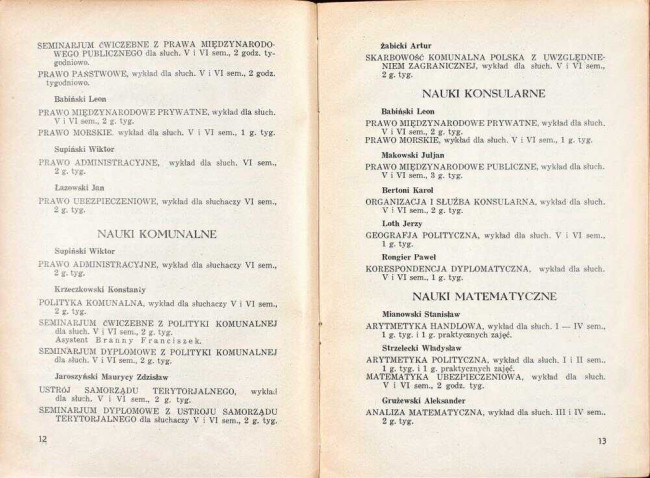 SEMINARJUM ĆWICZEBNE Z PRAWA MIĘDZYNARODO-
WEGO PUBLICZNEGO dla słuch. V i VI sem., 2 godz. ty-
godniowo.
PRAWO PAŃSTWOWE, wykład dla słuch. V i VI sem., 2 godz.
tygodniowo.
Babiński Leon
PRAWO MIĘDZYNARODOWE PRYWATNE, wykład dla słuch.
V i VI sem., 2 g. tyg.
PRAWO MORSKIE. wykład dla słuch. V i VI sem., 1 g. tyg.
Supiński Wiktor
PRAWO ADMINISTRACYJNE, wykład dla słuch. VI sem.,
2 g. tyg.
Łazowski Jan
PRAWO UBEZPIECZENIOWE, wykład dla słuchaczy VI sem.,
2 g. tyg.
NAUKI KOMUNALNE
Supiński Wiktor
PRAWO ADMINISTRACYJNE, wykład dla słuchaczy VI sem.,
2 g. tyg.
Krzeczkowski Konstanty
POLITYKA KOMUNALNA, wykład dla słuchaczy V i VI sem.,
2 g. tyg.
SEMINARJUM ĆWICZEBNE Z POLITYKI KOMUNALNEJ
dla słuch. V i VI sem., 2 g. tyg.
Asystent Branny Franciszek.
SEMINARJUM DYPLOMOWE Z POLITYKI KOMUNALNEJ
dla słuch. V i VI sem., 2 g. tyg.
Jaroszyński Maurycy Zdzisław
USTRÓJ SAMORZĄDU TERYTORJALNEGO, wykład
dla słuch. V i VI sem., 2 g. tyg.
SEMINARJUM DYPLOMOWE Z USTROJU SAMORZĄDU
TERYTORJALNEGO dla słuchaczy V i VI sem., 2 g. tyg.
12
Żabicki Artur
SKARBOWOŚĆ KOMUNALNA POLSKA Z UWZGLĘDNIE-
NIEM ZAGRANICZNEJ, wykład dla słuch. V i VI sem.,
2 g. tyg.
NAUKI KONSULARNE
Babiński Leon
PRAWO MIĘDZYNARODOWE PRYWATNE, wykład dla słuch.
V i VI sem., 2 g. tyg.
PRAWO MORSKIE, wykład dla słuch. V i VI sem., 1 g. tyg.
Makowski Juljan
PRAWO MIĘDZYNARODOWE PUBLICZNE, wykład dla słuch.
V i VI sem., 3 g. tyg.
Bertoni Karol
ORGANIZACJA I SŁUŻBA KONSULARNA, wykład dla słuch.
V i VI sem., 2 g. tyg.
Loth Jerzy
GEOGRAFJA POLITYCZNA, wykład dla słuch. V i VI sem.,
1 g. tyg.
Rongier Paweł
KORESPONDENCJA DYPLOMATYCZNA, wykład dla słuch.
V i VI sem., 1 g. tyg.
NAUKI MATEMATYCZNE
Mianowski Stanisław
ARYTMETYKA HANDLOWA, wykład dla słuch. I — IV sem.,
1 g. tyg. i 1 g. praktycznych zajęć.
Strzelecki Władysław
ARYTMETYKA POLITYCZNA, wykład dla słuch. I i II sem.,
1 g. tyg. i 1 g. praktycznych zajęć.
MATEMATYKA UBEZPIECZENIOWA, wykład dla słuch.
V i VI sem., 2 godz. tyg.
Grużewski Aleksander
ANALIZA MATEMATYCZNA, wykład dla słuch. III i IV sem.,
2 g. tyg.
13